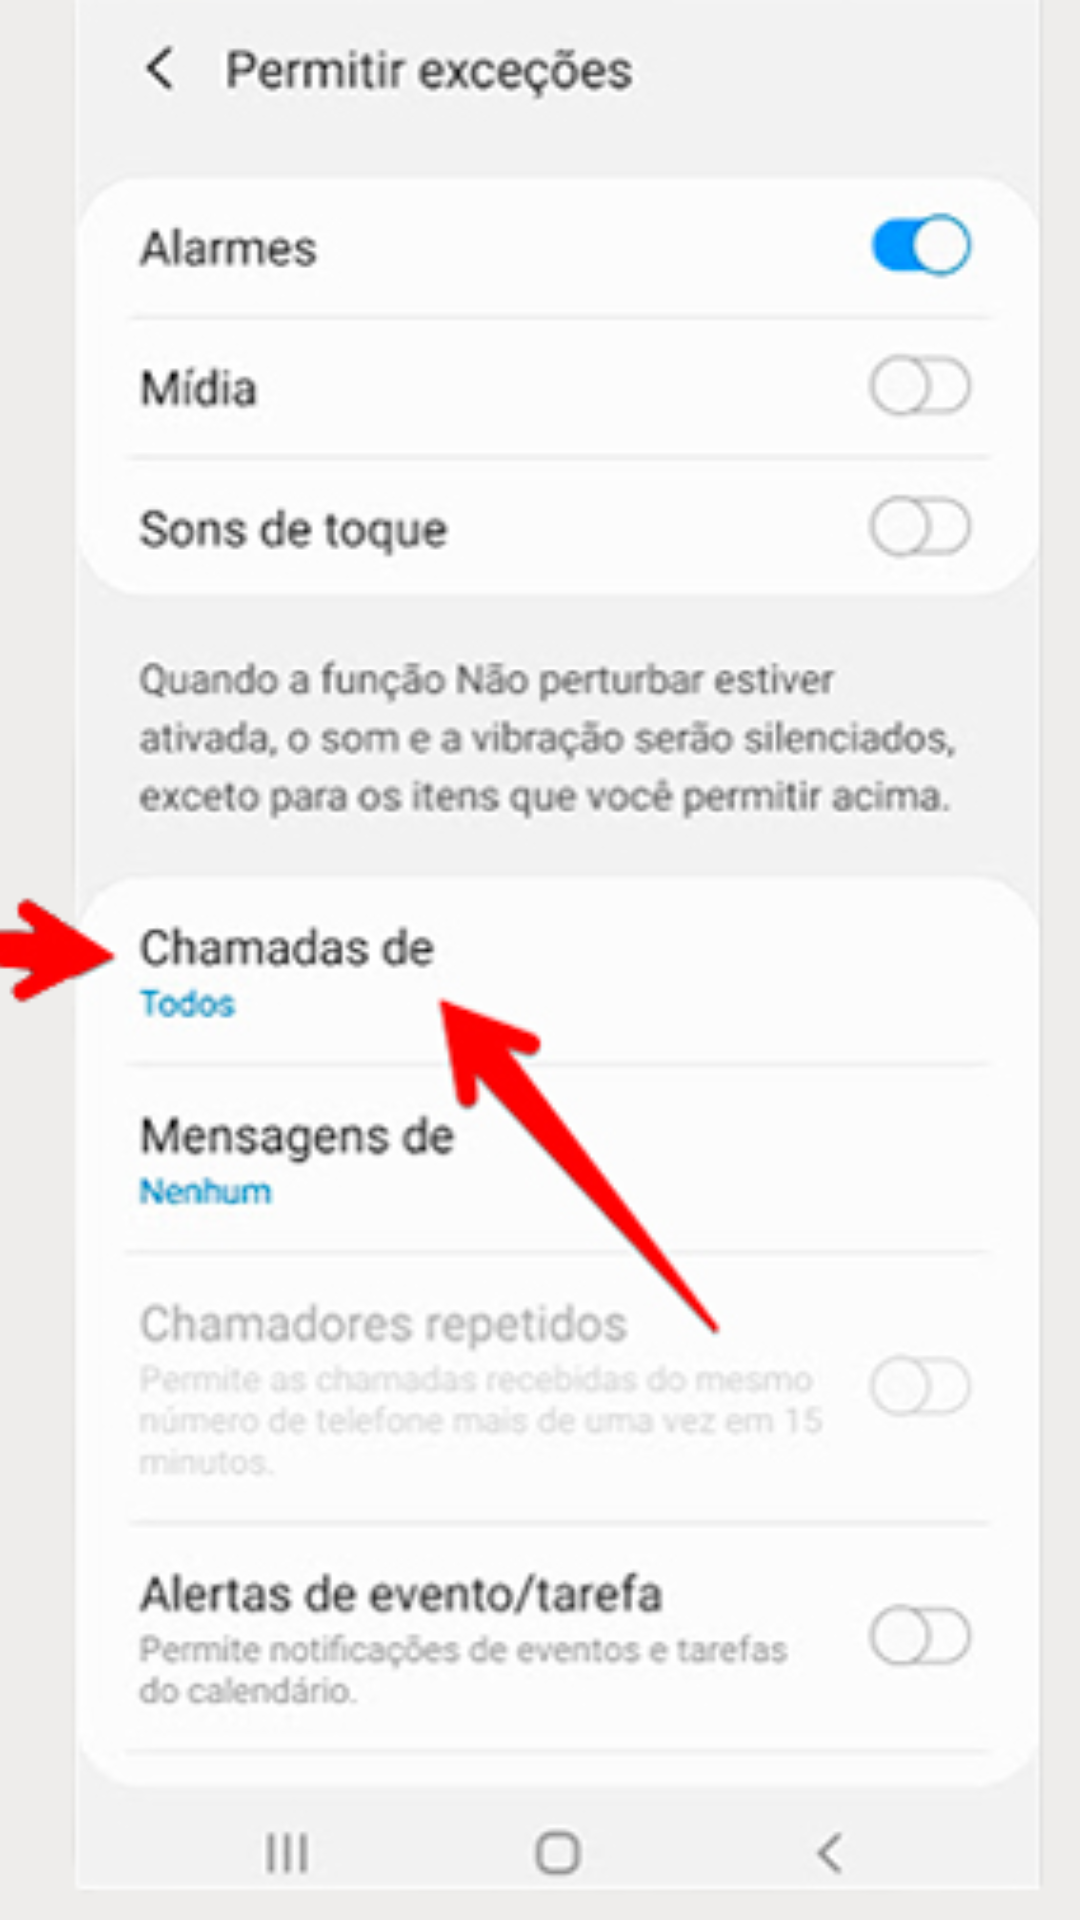 Permitir exceções
Alarmes
Mídia
Sons de toque
Quando a função Não perturbar estiver
ativada, o som e a vibração serão silenciados,
exceto para os itens que você permitir acima.
Chamadas de
Todos
Mensagens de
Nenhum
Chamadores repetidos
Permite as chamadas recebidas do mesmo
número de telefone mais de uma vez em 15
minutos.
Alertas de evento/tarefa
Permite notificações de eventos e tarefas
do calendário.